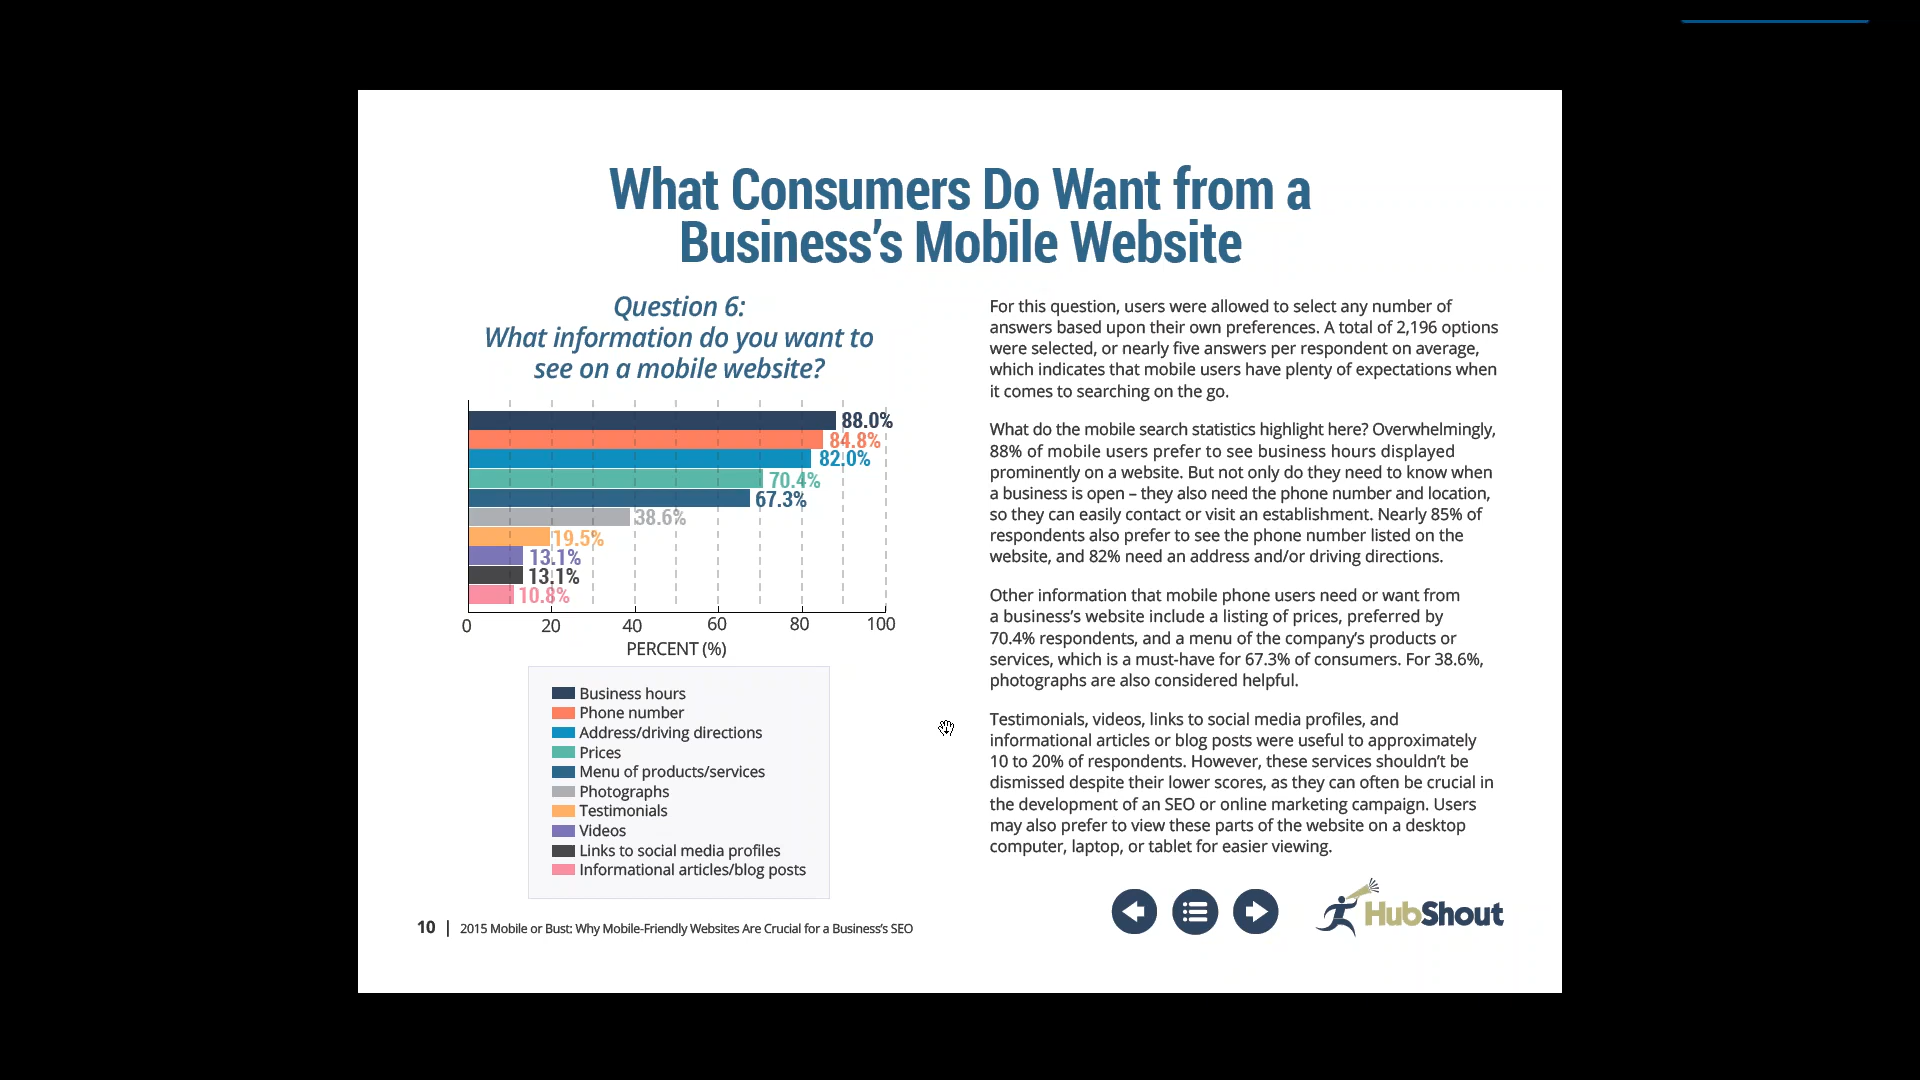 What Consumers Do Want from a
Business's Mobile Website
Question 6:
What information do you want to
see on a mobile website?
88.0%
84.8%
82.0%
70.4%
67.3%
38.6%
19.5%
13.1%
13.1%
10.8%
0 20 40 60 80 100
PERCENT (%)
Business hours
Phone number
Address/driving directions
Prices
Menu of products/services
Photographs
Testimonials
Videos
Links to social media profiles
Informational articles/blog posts
For this question, users were allowed to select any number of
answers based upon their own preferences. A total of 2,196 options
were selected, or nearly five answers per respondent on average,
which indicates that mobile users have plenty of expectations when
it comes to searching on the go.
What do the mobile search statistics highlight here? Overwhelmingly,
88% of mobile users prefer to see business hours displayed
prominently on a website. But not only do they need to know when
a business is open – they also need the phone number and location,
so they can easily contact or visit an establishment. Nearly 85% of
respondents also prefer to see the phone number listed on the
website, and 82% need an address and/or driving directions.
Other information that mobile phone users need or want from
a business's website include a listing of prices, preferred by
70.4% respondents, and a menu of the company's products or
services, which is a must-have for 67.3% of consumers. For 38.6%,
photographs are also considered helpful.
Testimonials, videos, links to social media profiles, and
informational articles or blog posts were useful to approximately
10 to 20% of respondents. However, these services shouldn't be
dismissed despite their lower scores, as they can often be crucial in
the development of an SEO or online marketing campaign. Users
may also prefer to view these parts of the website on a desktop
computer, laptop, or tablet for easier viewing.
10 | 2015 Mobile or Bust: Why Mobile-Friendly Websites Are Crucial for a Business's SEO
HubShout